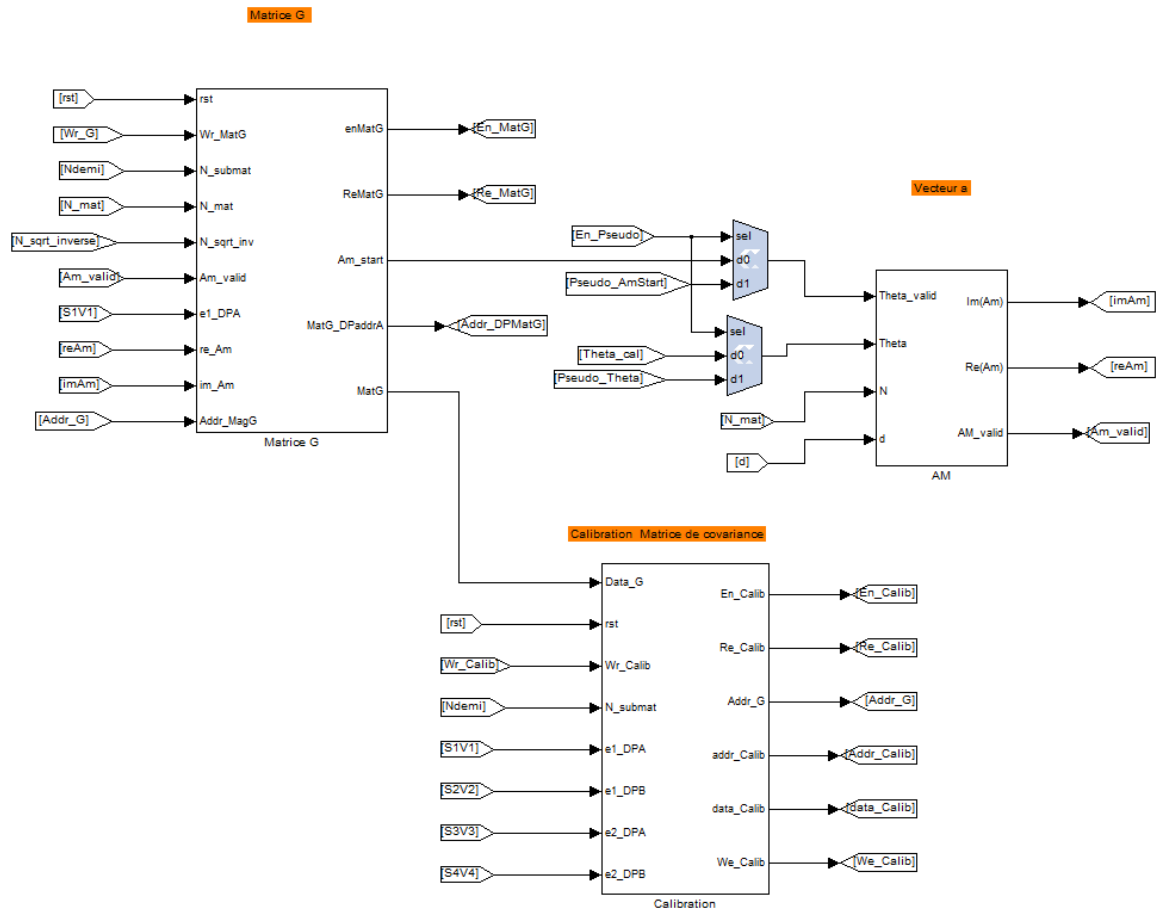 Matrice G
[rst]
[Wr_G]
[Ndemi]
[N_mat]
[N_sqrt_inverse]
[Am_valid]
[S1V1]
[reAm]
[imAm]
[Addr_G]
rst
Wr_MatG
N_submat
N_mat
N_sqrt_inv
Am_valid
e1_DPA
re_Am
im_Am
Addr_MagG
enMatG
ReMatG
Am_start
MatG_DPaddrA
MatG
Matrice G
[En_MatG]
[Re_MatG]
[Addr_DPMatG]
Vecteur a
[En_Pseudo]
[Pseudo_AmStart]
sel
d0
d1
[Theta_cal]
[Pseudo_Theta]
sel
d0
d1
[N_mat]
[d]
Theta_valid
Theta
N
d
Im(Am)
Re(Am)
AM_valid
AM
[imAm]
[reAm]
[Am_valid]
Calibration Matrice de covariance
[rst]
[Wr_Calib]
[Ndemi]
[S1V1]
[S2V2]
[S3V3]
[S4V4]
Data_G
rst
Wr_Calib
N_submat
e1_DPA
e1_DPB
e2_DPA
e2_DPB
En_Calib
Re_Calib
Addr_G
addr_Calib
data_Calib
We_Calib
Calibration
[En_Calib]
[Re_Calib]
[Addr_G]
[Addr_Calib]
[data_Calib]
[We_Calib]